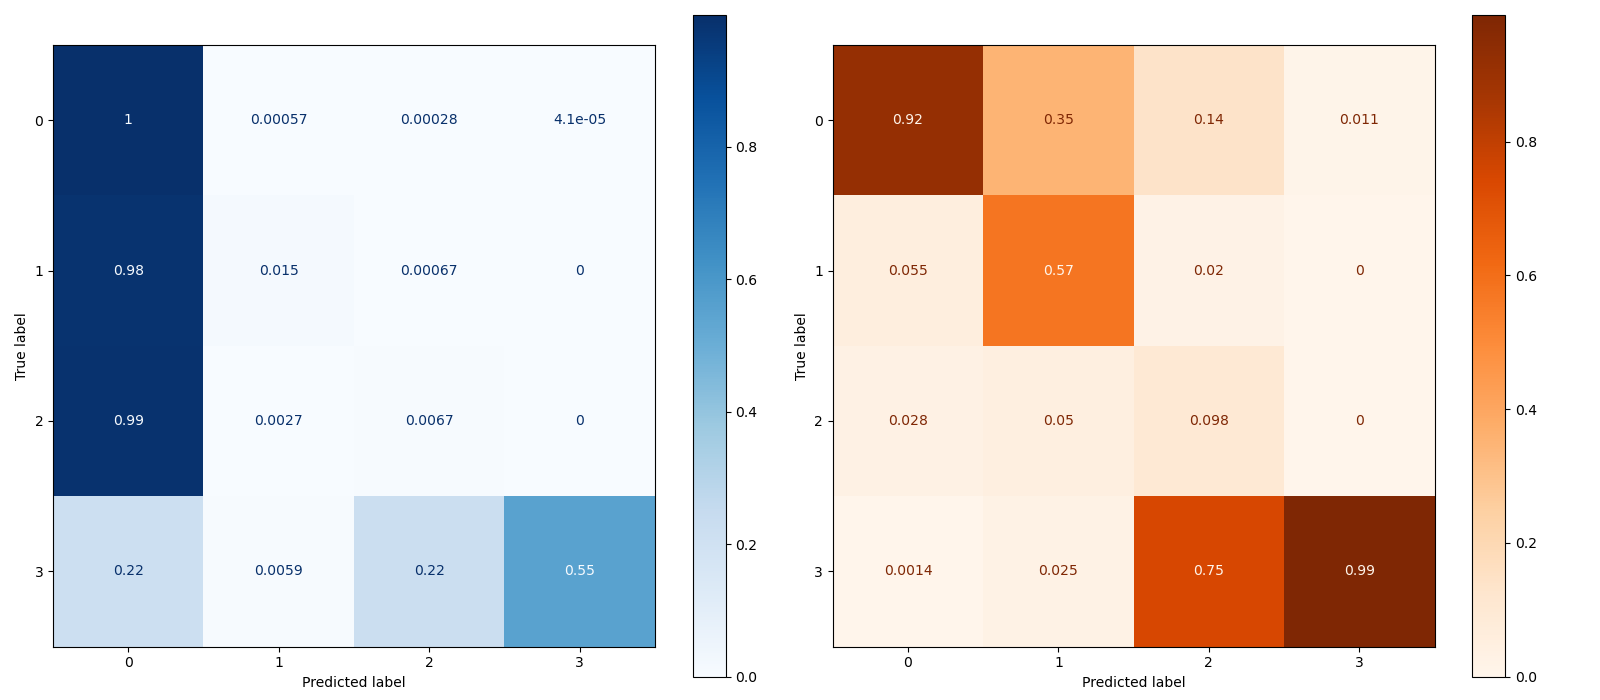 0 1 0.00057 0.00028 4.1e-05
1 0.98 0.015 0.00067 0
2 0.99 0.0027 0.0067 0
3 0.22 0.0059 0.22 0.55
0 1 2 3
True label
Predicted label
0.8
0.6
0.4
0.2
0.0
0 0.92 0.35 0.14 0.011
1 0.055 0.57 0.02 0
2 0.028 0.05 0.098 0
3 0.0014 0.025 0.75 0.99
0 1 2 3
True label
Predicted label
0.8
0.6
0.4
0.2
0.0